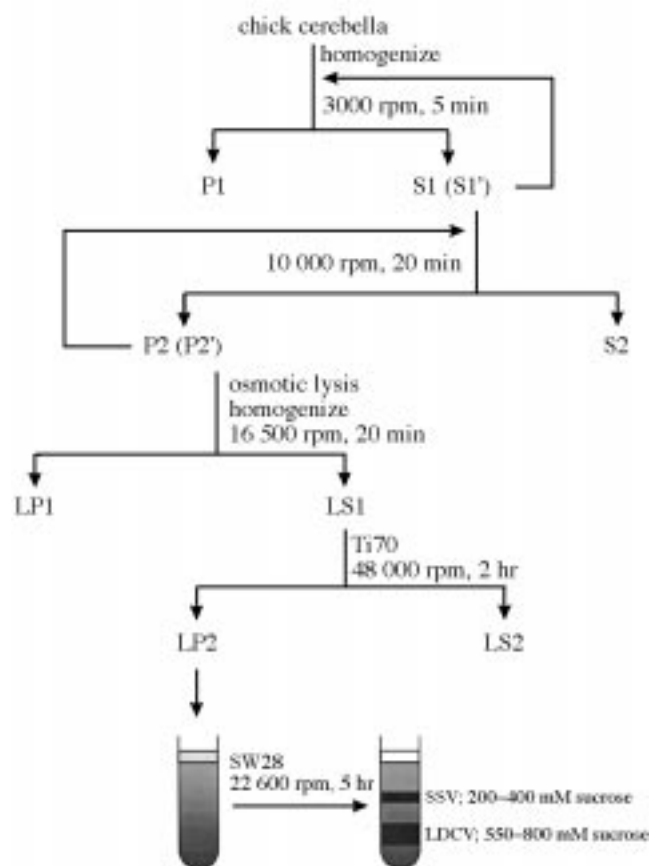 chick cerebella
homogenize
3000 rpm, 5 min
P1
S1 (S1')
10 000 rpm, 20 min
P2 (P2')
S2
osmotic lysis
homogenize
16 500 rpm, 20 min
LP1
LS1
Ti70
48 000 rpm, 2 hr
LP2
LS2
SW28
22 600 rpm, 5 hr
SSV; 200–400 mM sucrose
LDCV; 550–800 mM sucrose